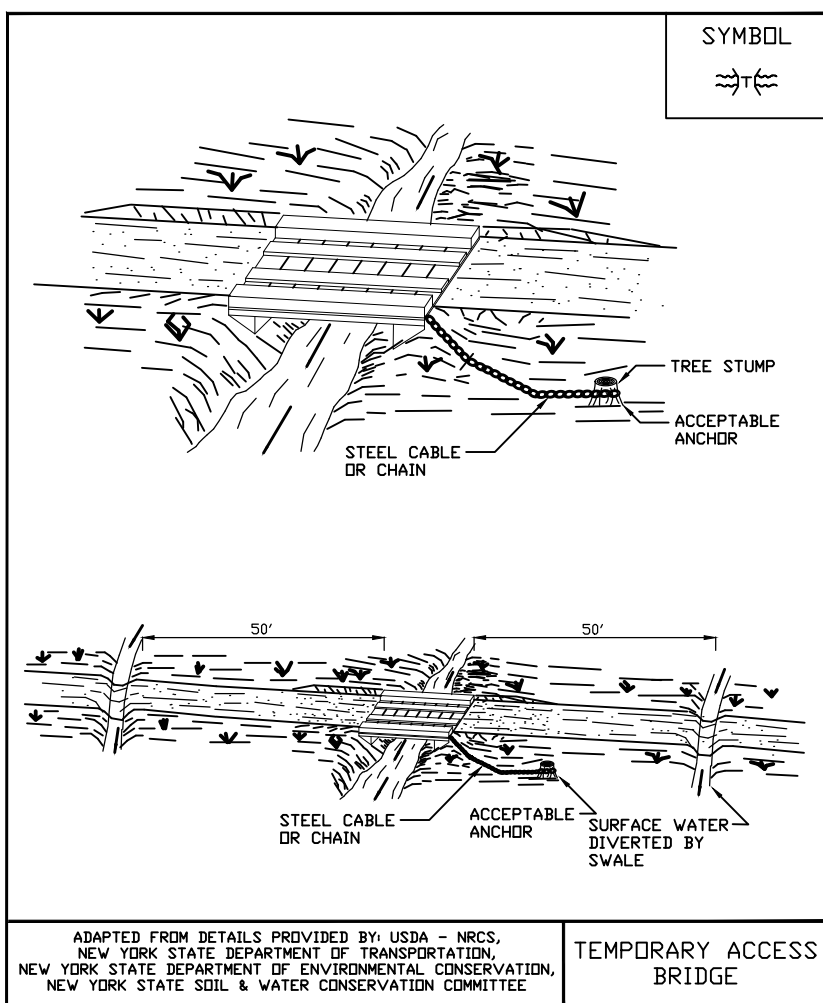 SYMBOL
T
TREE STUMP
ACCEPTABLE
ANCHOR
STEEL CABLE
OR CHAIN
50'
50'
STEEL CABLE
OR CHAIN
ACCEPTABLE
ANCHOR
SURFACE WATER
DIVERTED BY
SWALE
ADAPTED FROM DETAILS PROVIDED BY: USDA - NRCS,
NEW YORK STATE DEPARTMENT OF TRANSPORTATION,
NEW YORK STATE DEPARTMENT OF ENVIRONMENTAL CONSERVATION,
NEW YORK STATE SOIL & WATER CONSERVATION COMMITTEE
TEMPORARY ACCESS
BRIDGE